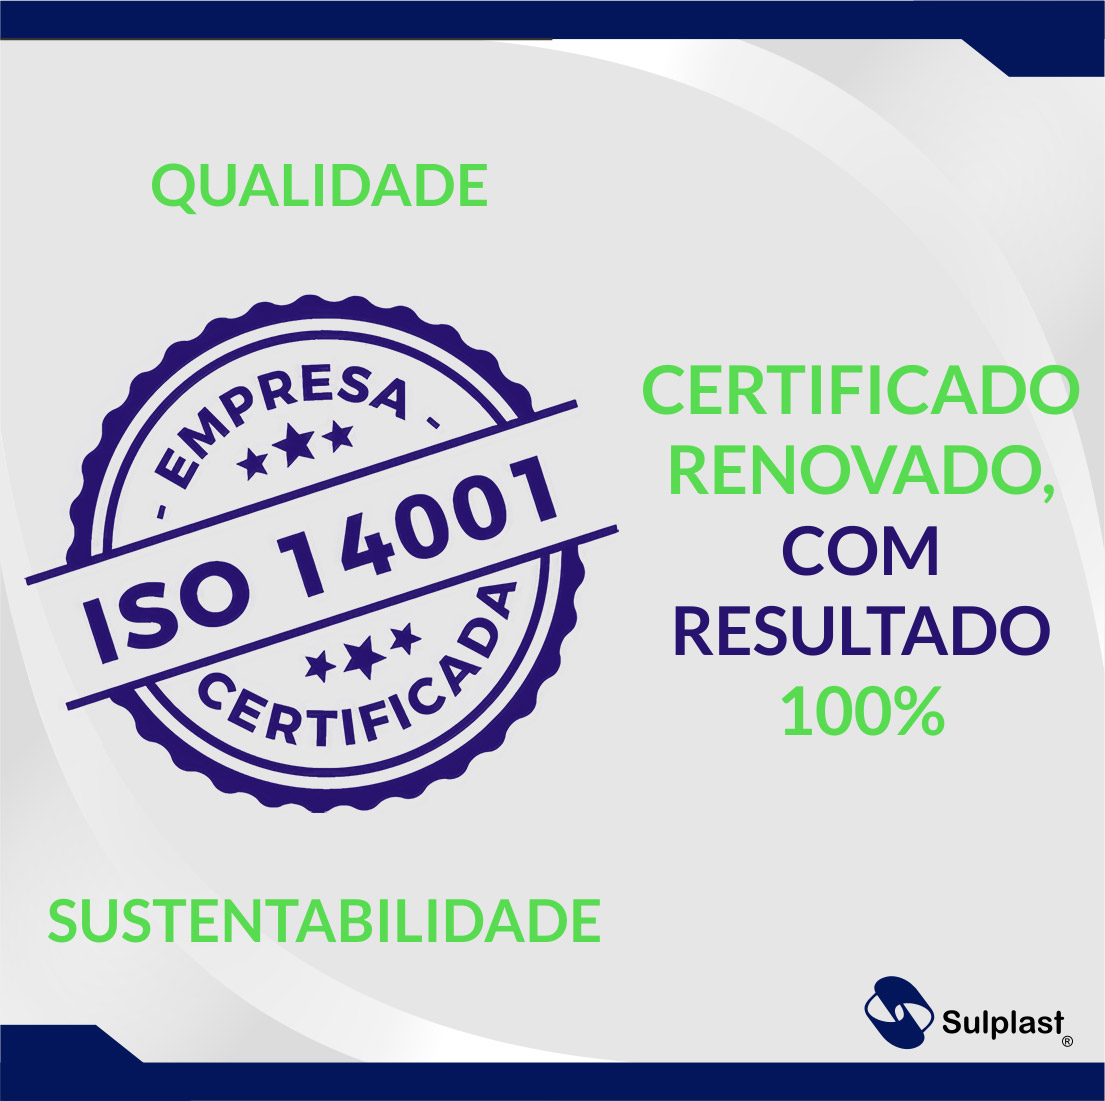 QUALIDADE
- EMPRESA -
ISO 14001
CERTIFICADA
CERTIFICADO
RENOVADO,
COM
RESULTADO
100%
SUSTENTABILIDADE
Sulplast®